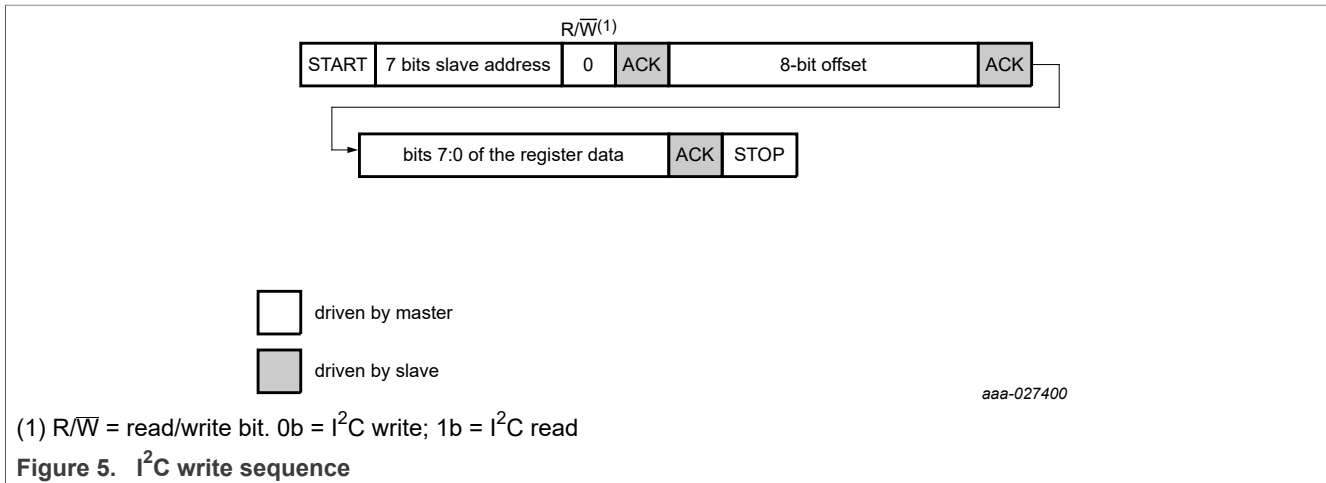 R/W̅(1)
START 7 bits slave address 0 ACK 8-bit offset ACK
bits 7:0 of the register data ACK STOP
driven by master
driven by slave
aaa-027400
(1) R/W̅ = read/write bit. 0b = I²C write; 1b = I²C read
Figure 5. I²C write sequence